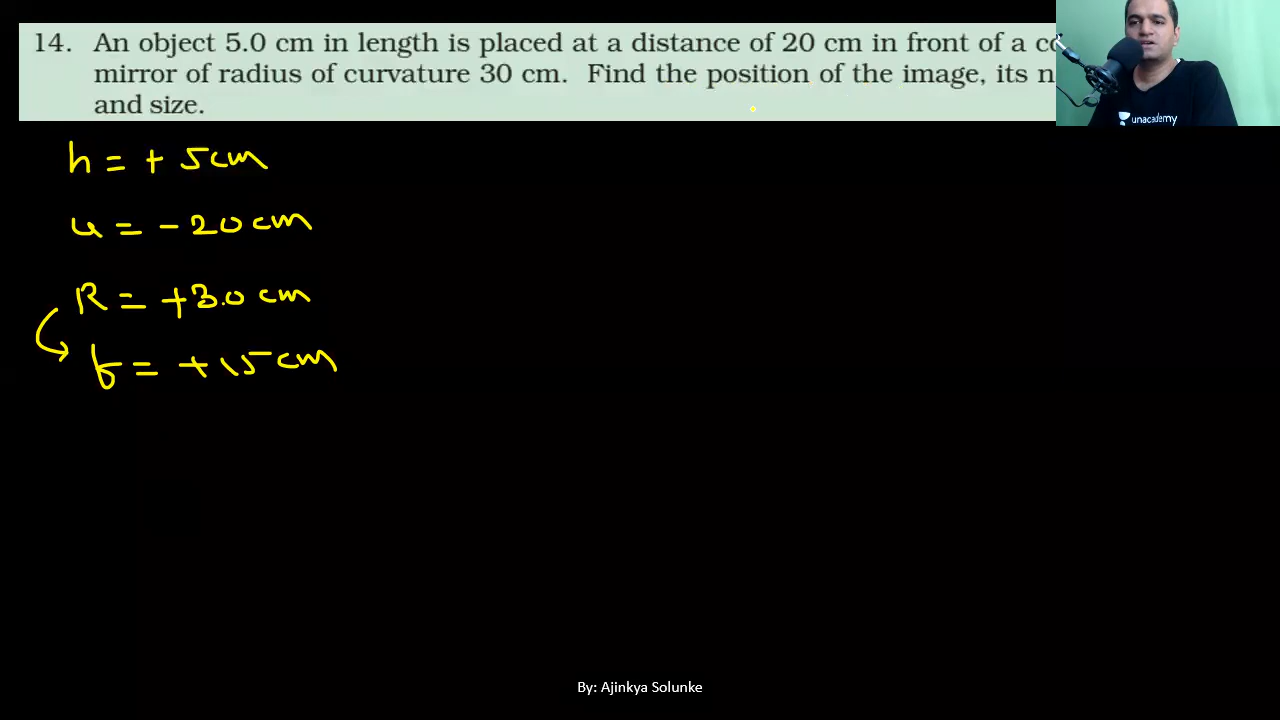 14. An object 5.0 cm in length is placed at a distance of 20 cm in front of a co
mirror of radius of curvature 30 cm. Find the position of the image, its n
and size.
unacademy
h = + 5cm
u = - 20cm
R = +30 cm
f = + 15 cm
By: Ajinkya Solunke